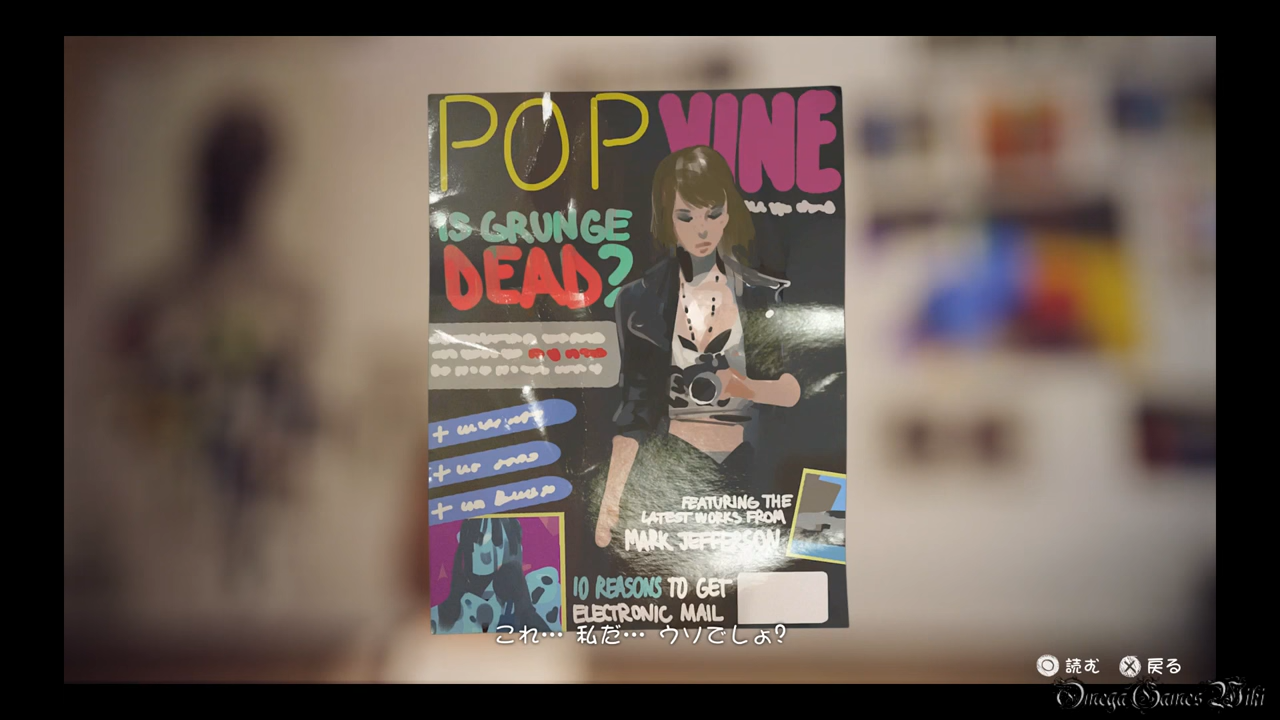 POP VINE
IS GRUNGE
DEAD?
FEATURING THE
LATEST WORKS FROM
MARK JEFFERSON
10 REASONS TO GET
ELECTRONIC MAIL
これ… 私だ… ウソでしょ?
読む 戻る
Omega Games Wiki